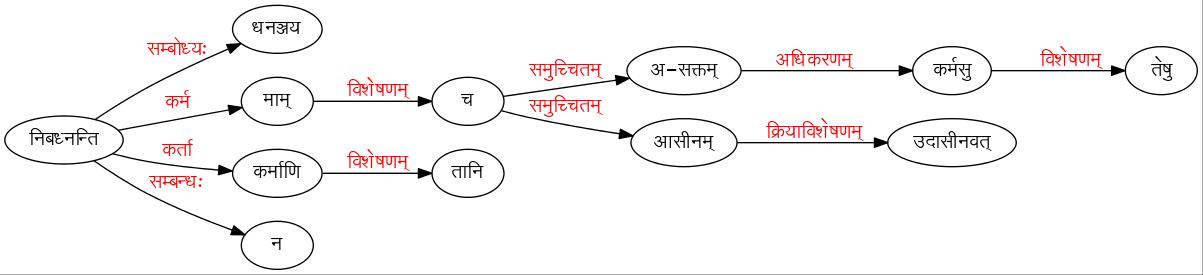 धनञ्जय
सम्बोध्यः
अ-सक्तम्
अधिकरणम्
कर्मसु
विशेषणम्
तेषु
समुच्चितम्
कर्म
माम्
विशेषणम्
च
समुच्चितम्
निबध्नन्ति
आसीनम्
क्रियाविशेषणम्
उदासीनवत्
कर्ता
कर्माणि
विशेषणम्
तानि
सम्बन्धः
न